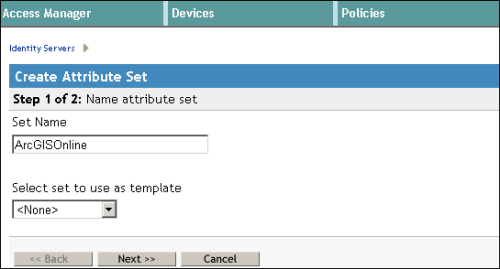 Access Manager Devices Policies
Identity Servers
Create Attribute Set
Step 1 of 2: Name attribute set
Set Name
ArcGISOnline
Select set to use as template
<None>
<< Back Next >> Cancel